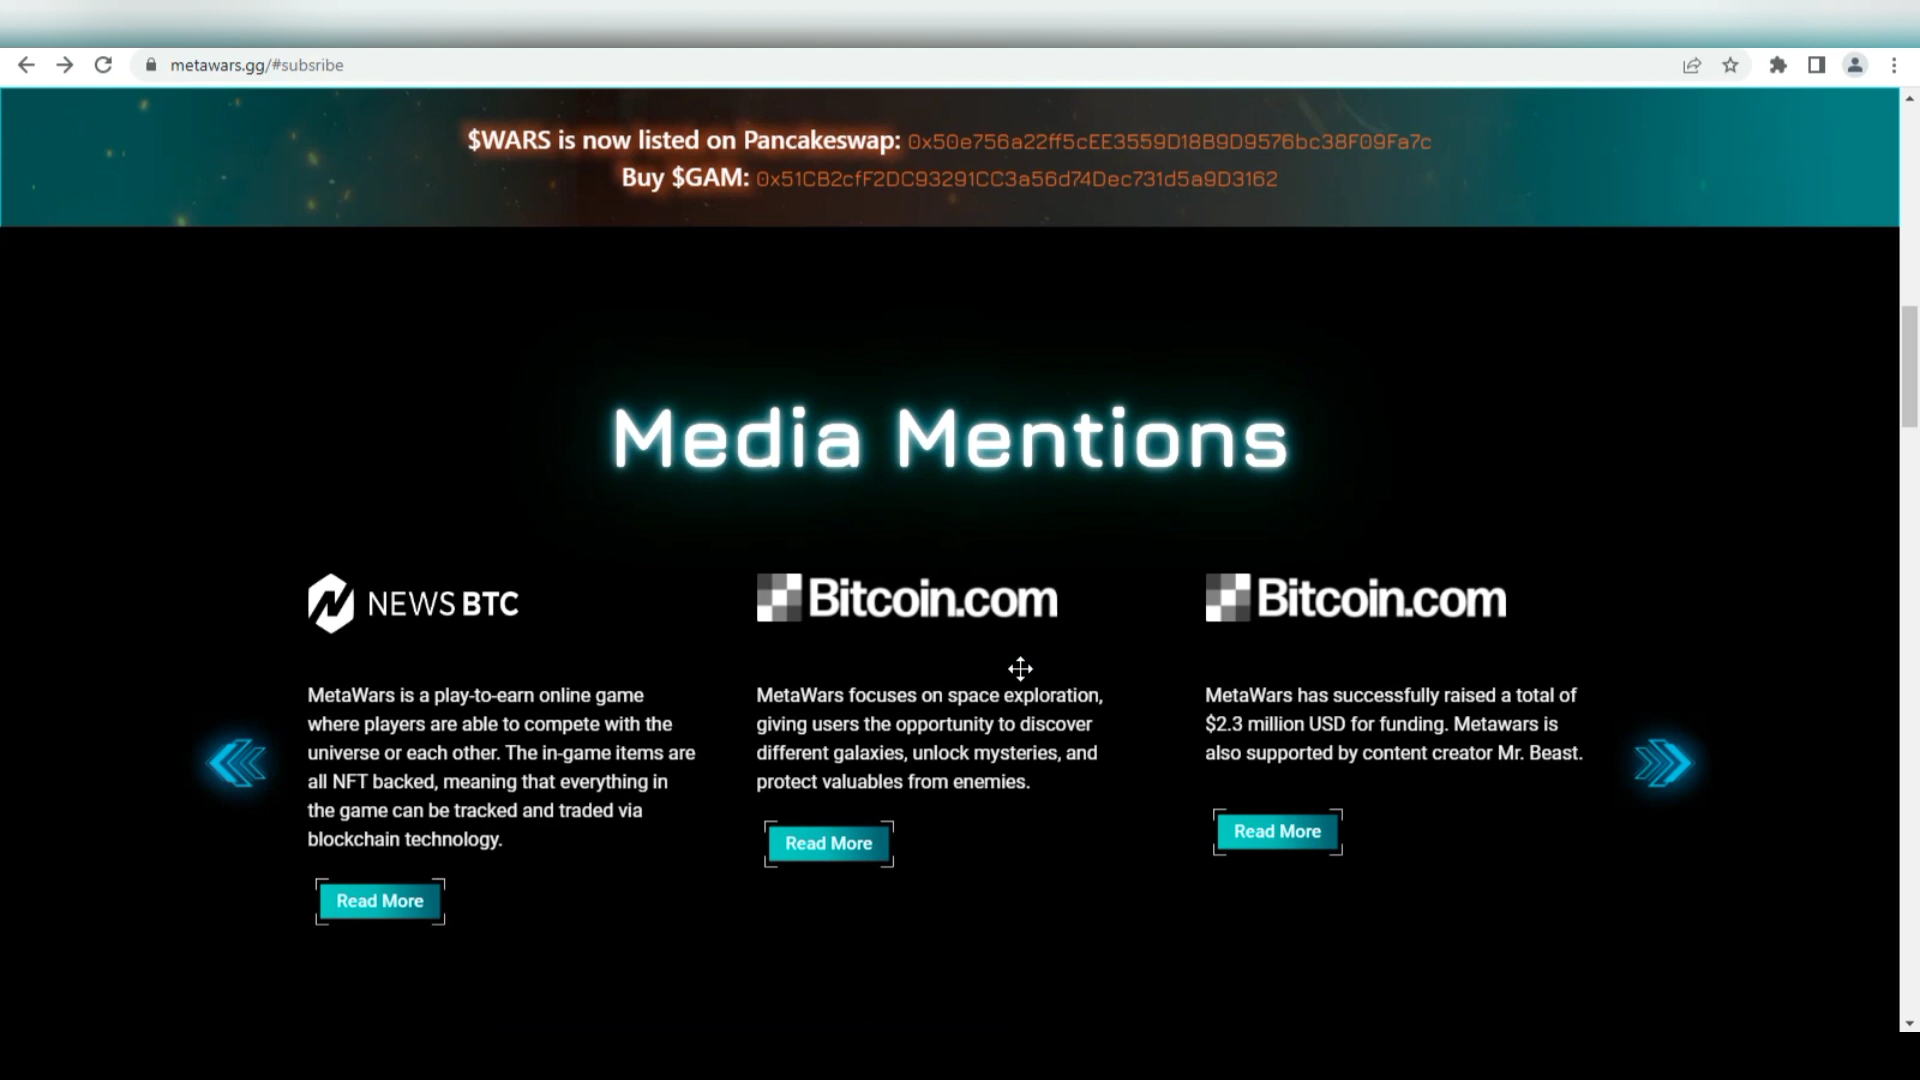 metawars.gg/#subsribe
$WARS is now listed on Pancakeswap: 0x50e756a22ff5cEE3559D18B9D9576bc38F09Fa7c
Buy $GAM: 0x51CB2cfF2DC93291CC3a56d74Dec731d5a9D3162
Media Mentions
NEWS BTC
MetaWars is a play-to-earn online game
where players are able to compete with the
universe or each other. The in-game items are
all NFT backed, meaning that everything in
the game can be tracked and traded via
blockchain technology.
Read More
Bitcoin.com
MetaWars focuses on space exploration,
giving users the opportunity to discover
different galaxies, unlock mysteries, and
protect valuables from enemies.
Read More
Bitcoin.com
MetaWars has successfully raised a total of
$2.3 million USD for funding. Metawars is
also supported by content creator Mr. Beast.
Read More